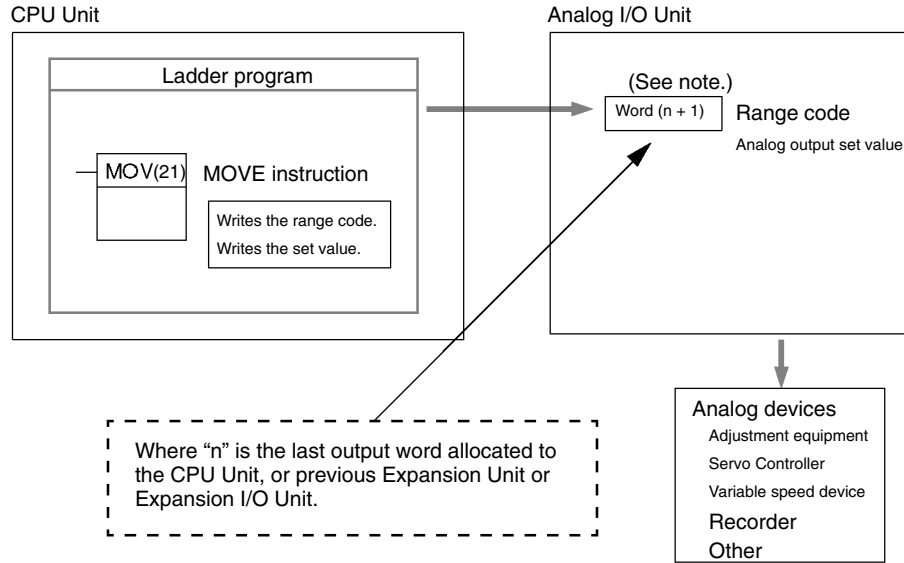 CPU Unit
Analog I/O Unit
Ladder program
(See note.)
Word (n + 1)
Range code
Analog output set value
MOV(21)
MOVE instruction
Writes the range code.
Writes the set value.
Where “n” is the last output word allocated to
the CPU Unit, or previous Expansion Unit or
Expansion I/O Unit.
Analog devices
Adjustment equipment
Servo Controller
Variable speed device
Recorder
Other